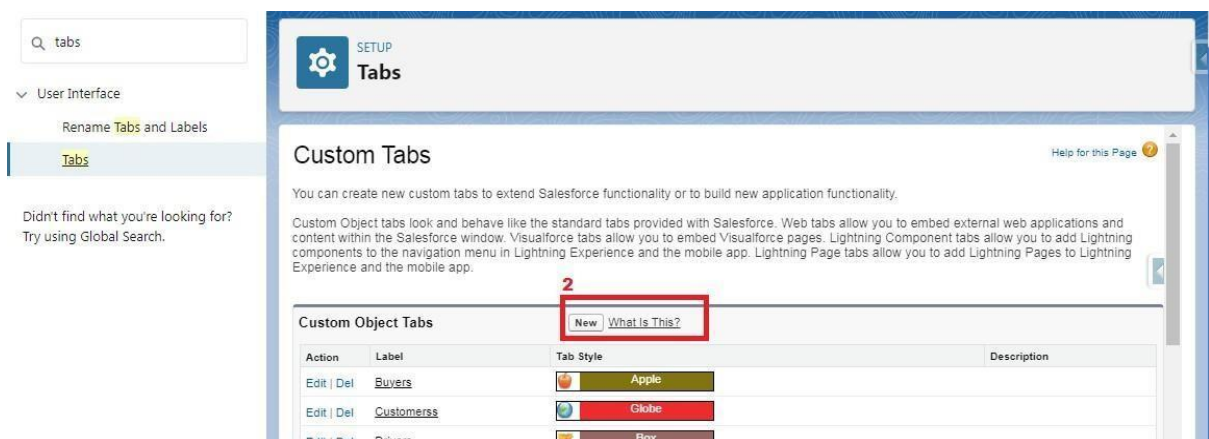 tabs
User Interface
Rename Tabs and Labels
Tabs
Didn't find what you're looking for?
Try using Global Search.
SETUP
Tabs
Custom Tabs
Help for this Page
You can create new custom tabs to extend Salesforce functionality or to build new application functionality.
Custom Object tabs look and behave like the standard tabs provided with Salesforce. Web tabs allow you to embed external web applications and
content within the Salesforce window. Visualforce tabs allow you to embed Visualforce pages. Lightning Component tabs allow you to add Lightning
components to the navigation menu in Lightning Experience and the mobile app. Lightning Page tabs allow you to add Lightning Pages to Lightning
Experience and the mobile app.
2
Custom Object Tabs New What Is This?
Action Label Tab Style Description
Edit | Del Buyers Apple
Edit | Del Customerss Globe
Edit | Del Drivers Box